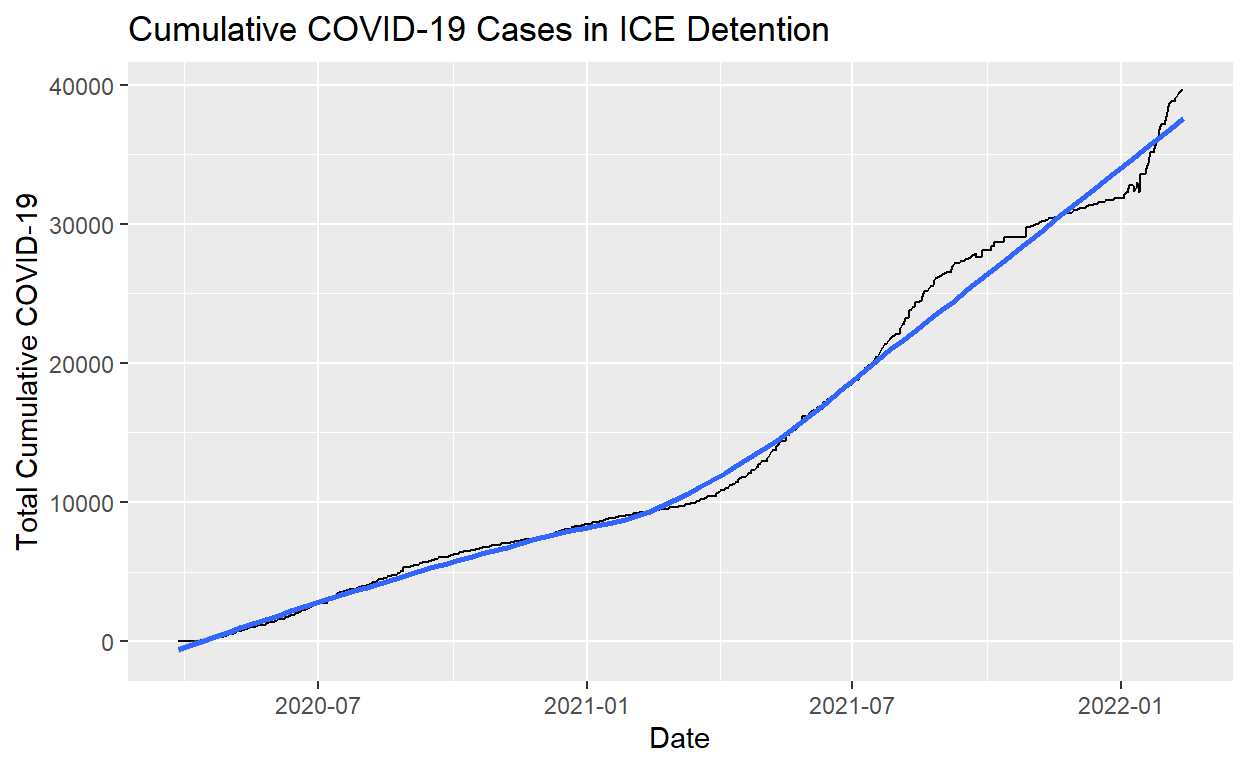 Cumulative COVID-19 Cases in ICE Detention
Total Cumulative COVID-19
40000
30000
20000
10000
0
2020-07 2021-01 2021-07 2022-01
Date